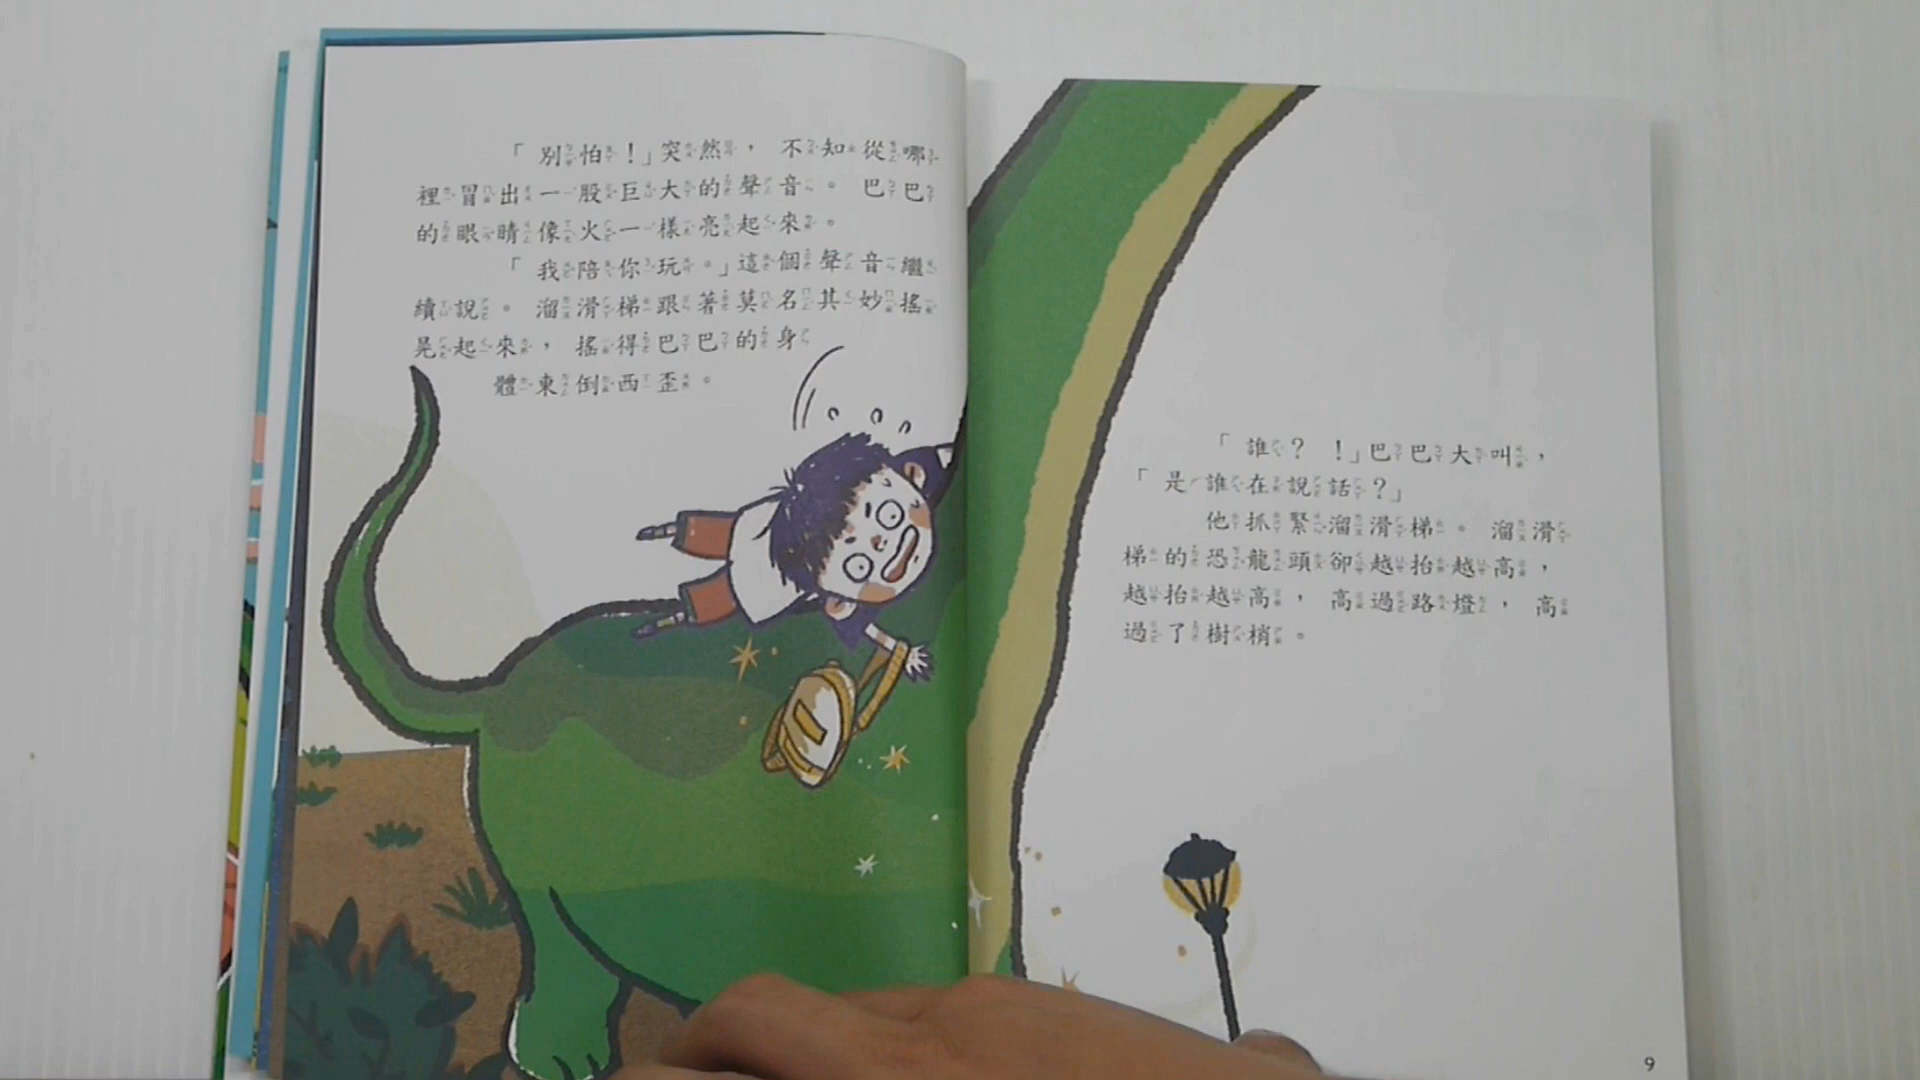 「別怕！」突然，不知從哪
裡冒出一股巨大的聲音。巴巴
的眼睛像火一樣亮起來。
「我陪你玩。」這個聲音繼
續說。溜滑梯跟著莫名其妙搖
晃起來，搖得巴巴的身
體東倒西歪。
「誰？！」巴巴大叫，
「是誰在說話？」
他抓緊溜滑梯。溜滑
梯的恐龍頭卻越抬越高，
越抬越高，高過路燈，高
過了樹梢。
9